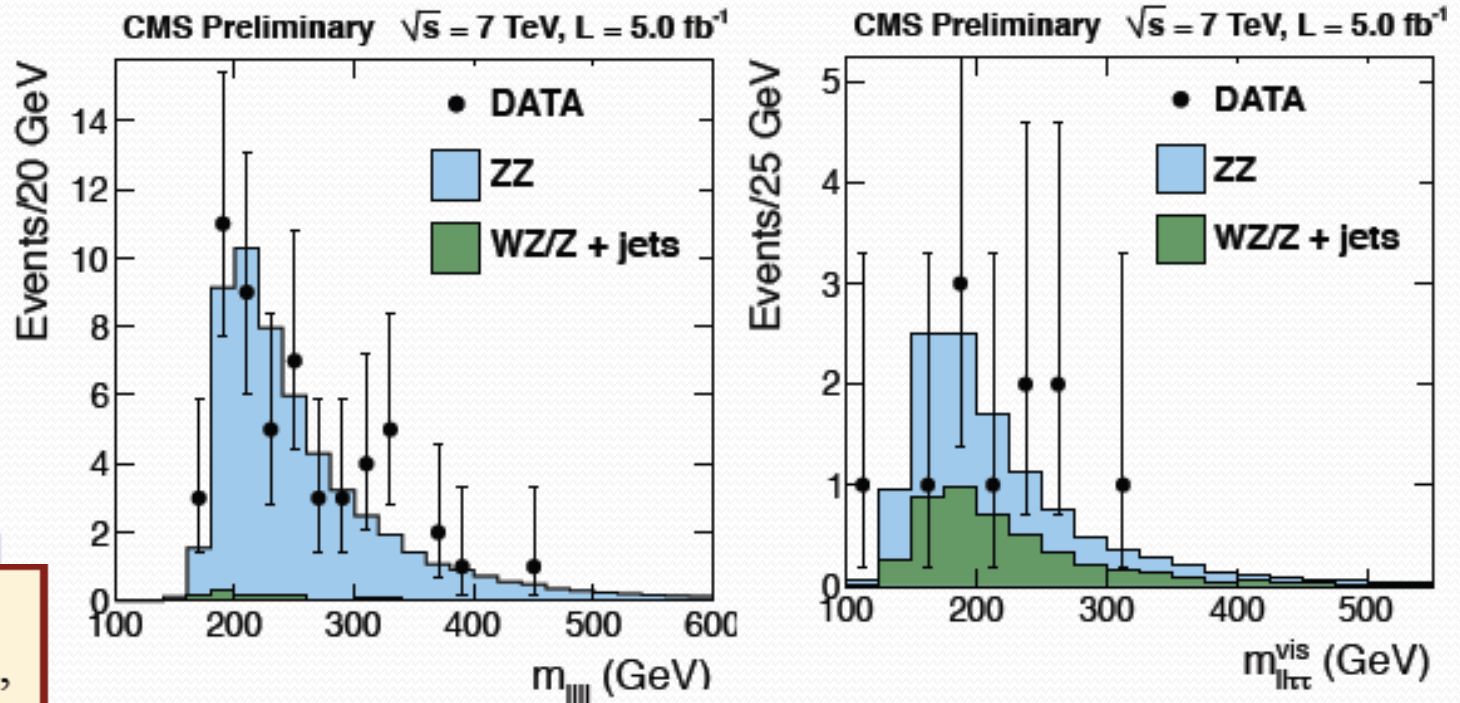 CMS Preliminary √s = 7 TeV, L = 5.0 fb⁻¹
Events/20 GeV
14
12
10
8
6
4
2
0
DATA
ZZ
WZ/Z + jets
100 200 300 400 500 600
m_llll (GeV)
CMS Preliminary √s = 7 TeV, L = 5.0 fb⁻¹
Events/25 GeV
5
4
3
2
1
0
DATA
ZZ
WZ/Z + jets
100 200 300 400 500
m^vis_llττ (GeV)
,